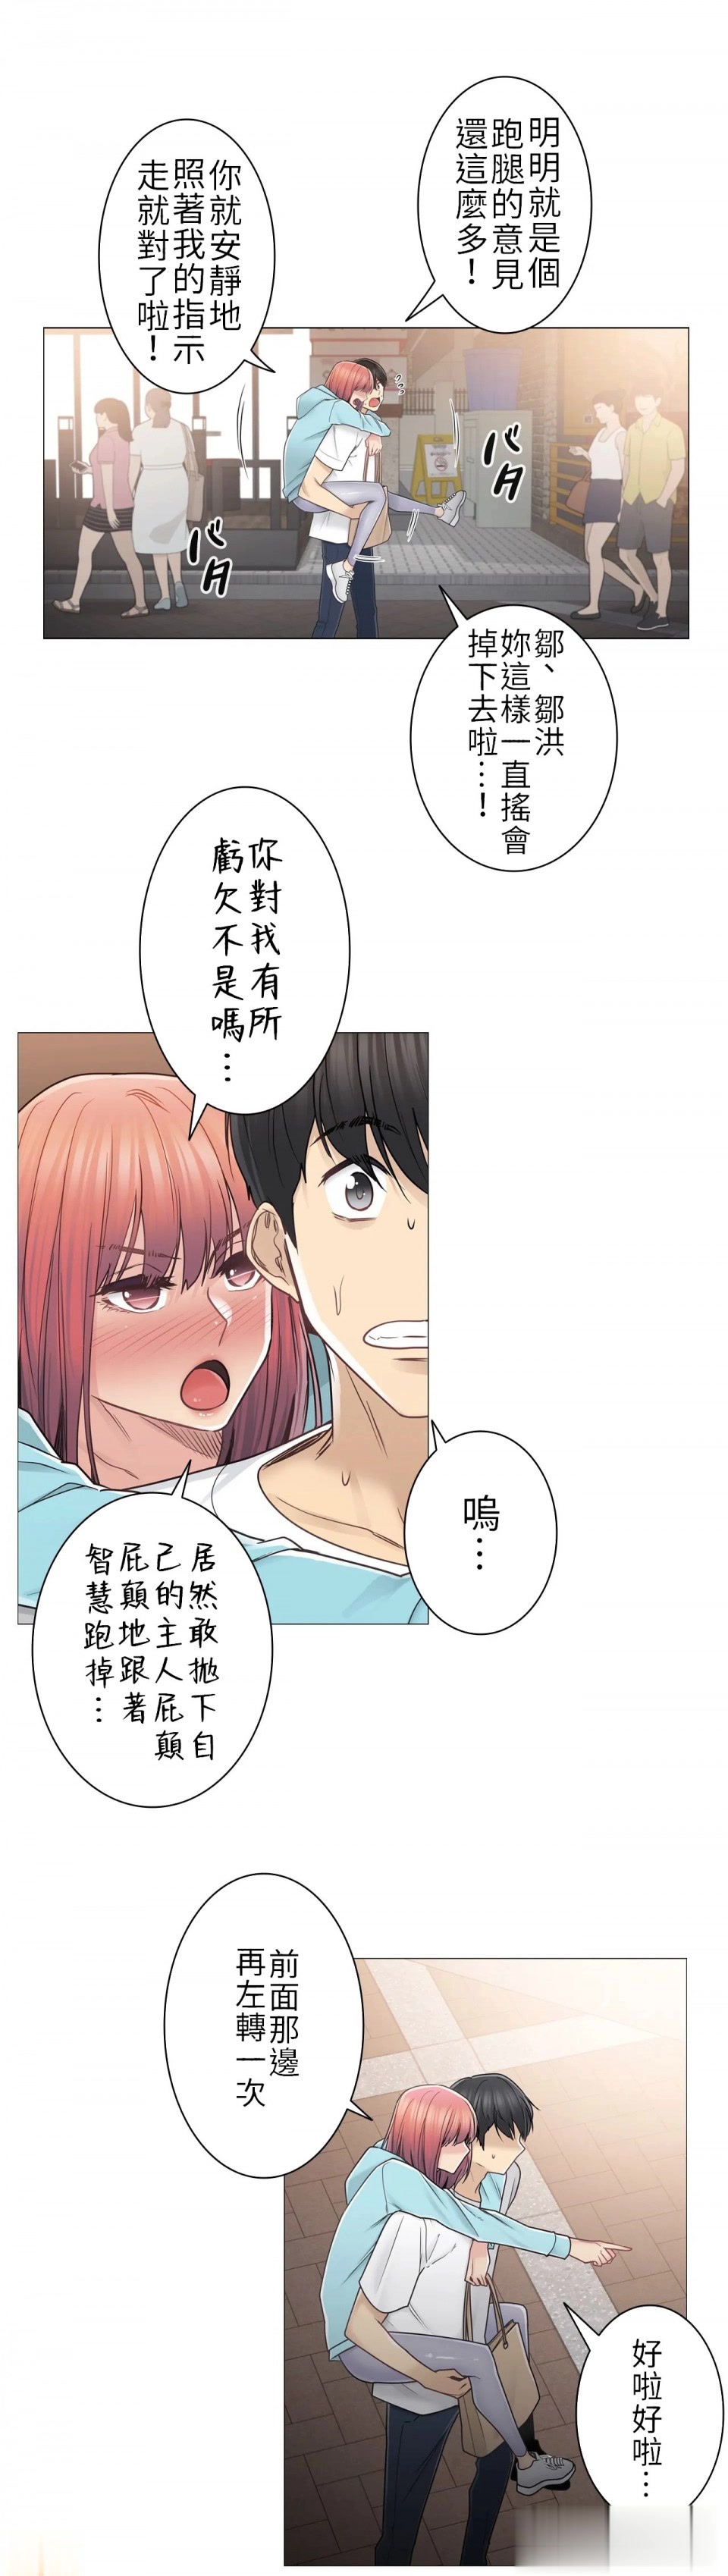 明明就是個
跑腿的意見
還這麼多！
你就安靜地
照著我的指示
走就對了啦！
バタ
バタ
鄒、鄒洪
妳這樣一直搖會
掉下去啦…！
你對我有所
虧欠不是嗎…
嗚…
居然敢拋下自
己的主人屁顛
屁顛地跟著
智慧跑掉…
前面那邊
再左轉一次
好啦好啦…